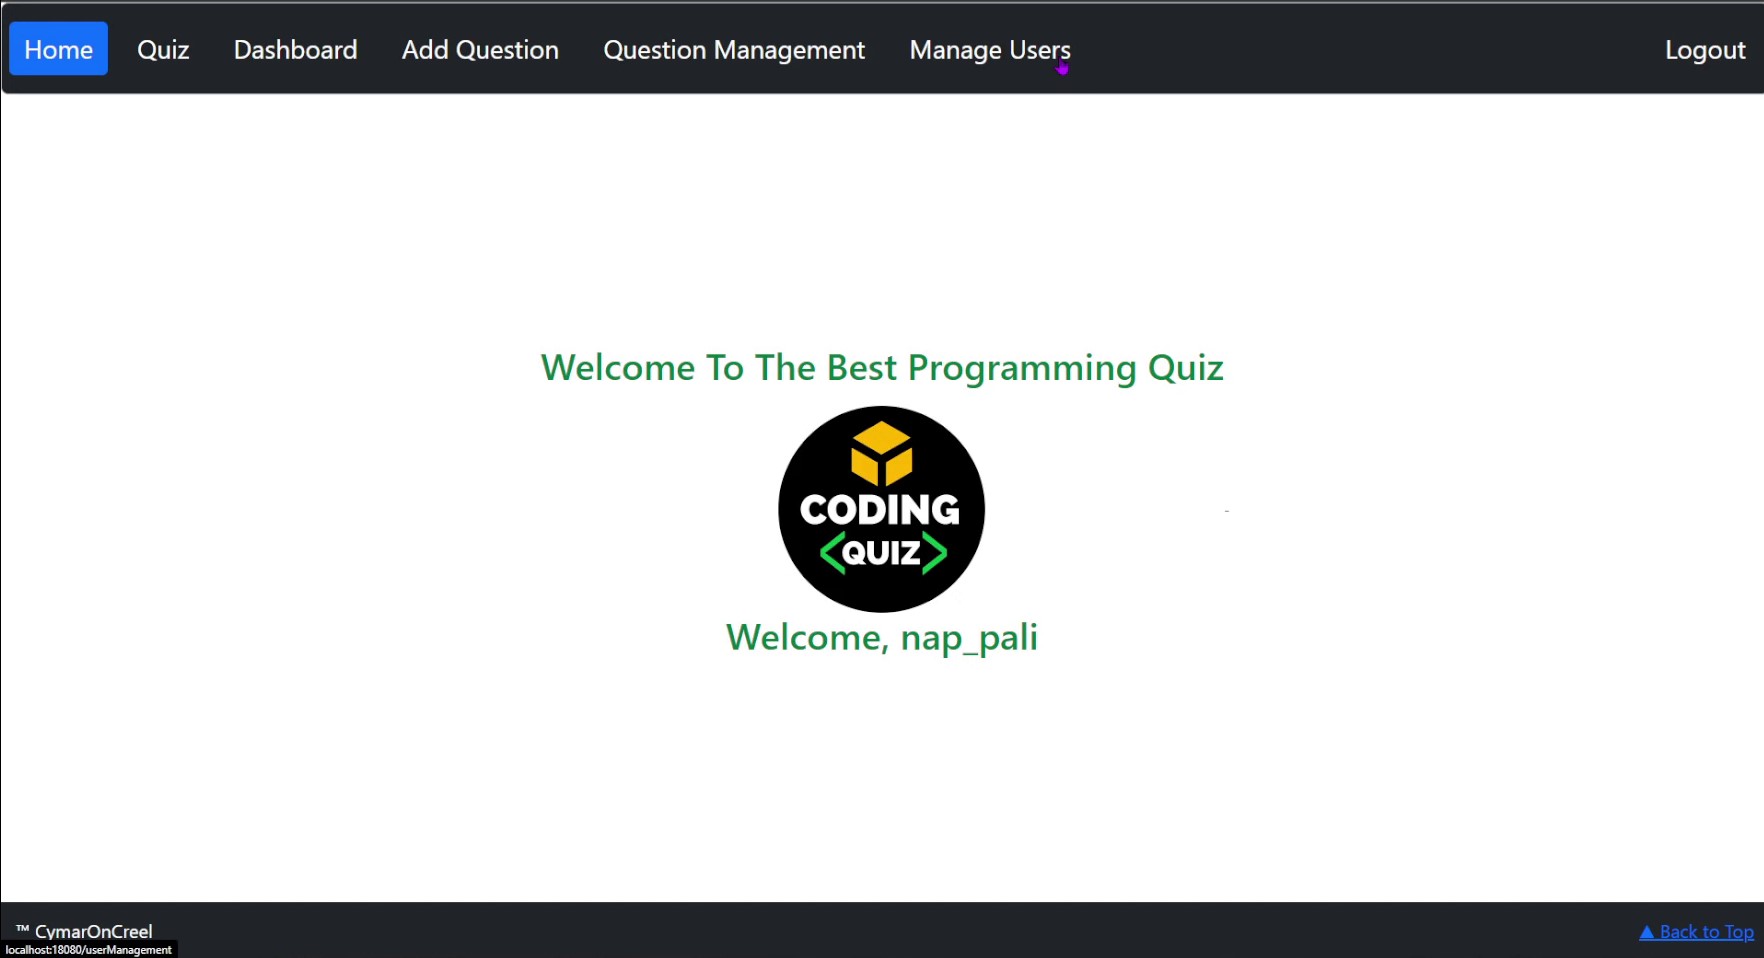 Home Quiz Dashboard Add Question Question Management Manage Users Logout
Welcome To The Best Programming Quiz
CODING
<QUIZ>
Welcome, nap_pali
™ CymarOnCreel
▲ Back to Top
localhost:18080/userManagement